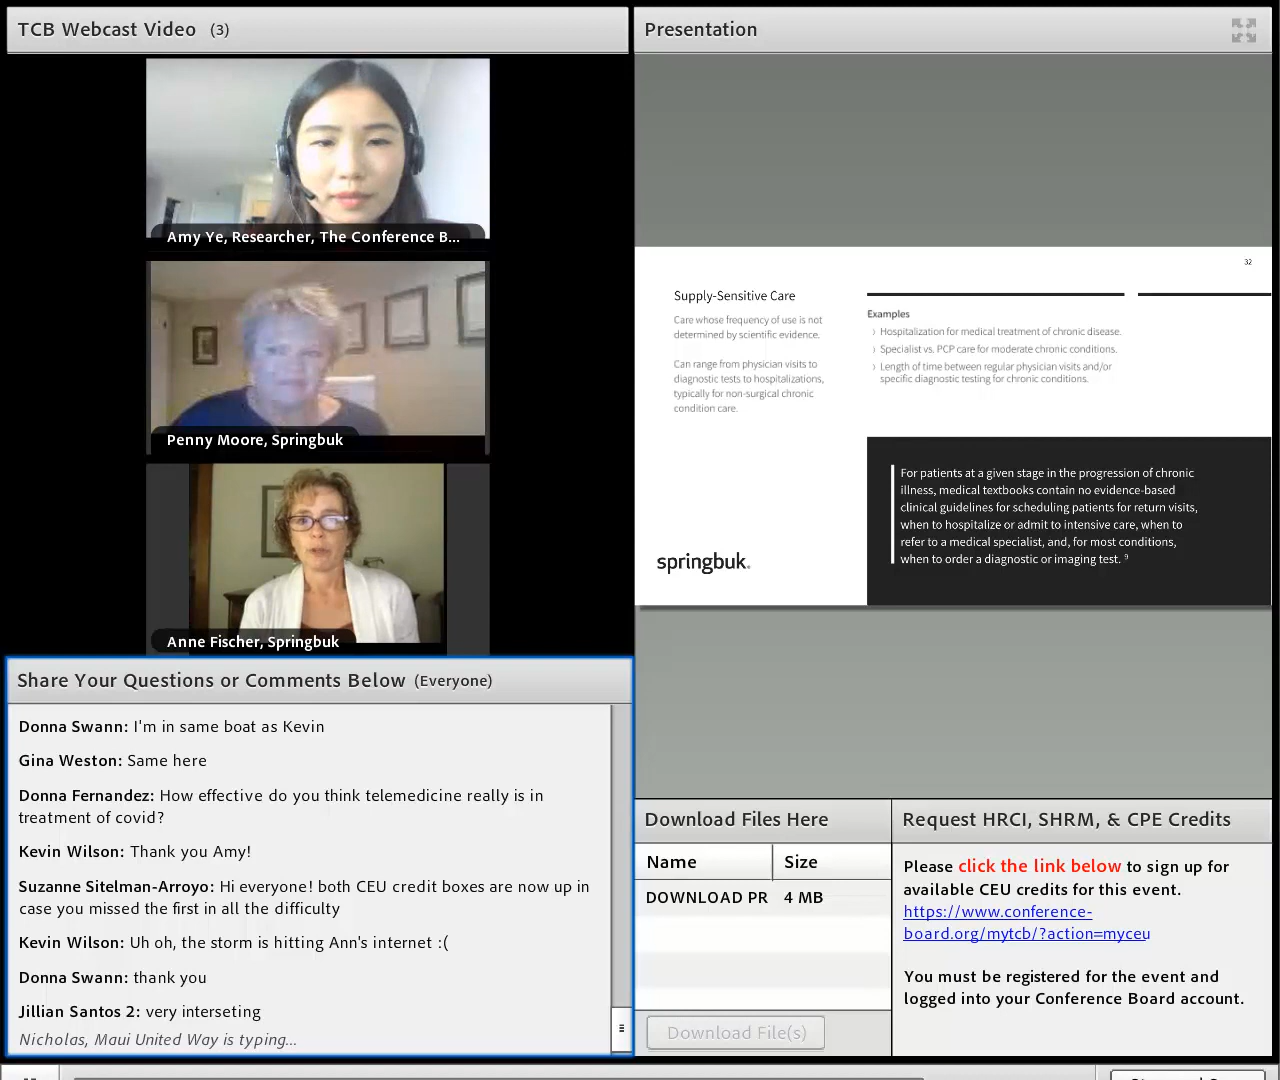 TCB Webcast Video (3)
Amy Ye, Researcher, The Conference B...
Penny Moore, Springbuk
Anne Fischer, Springbuk
Share Your Questions or Comments Below (Everyone)
Donna Swann: I'm in same boat as Kevin
Gina Weston: Same here
Donna Fernandez: How effective do you think telemedicine really is in
treatment of covid?
Kevin Wilson: Thank you Amy!
Suzanne Sitelman-Arroyo: Hi everyone! both CEU credit boxes are now up in
case you missed the first in all the difficulty
Kevin Wilson: Uh oh, the storm is hitting Ann's internet :(
Donna Swann: thank you
Jillian Santos 2: very interseting
Nicholas, Maui United Way is typing...
Presentation
32
Supply-Sensitive Care
Care whose frequency of use is not
determined by scientific evidence.
Can range from physician visits to
diagnostic tests to hospitalizations,
typically for non-surgical chronic
condition care.
springbuk.
Examples
Hospitalization for medical treatment of chronic disease.
Specialist vs. PCP care for moderate chronic conditions.
Length of time between regular physician visits and/or
specific diagnostic testing for chronic conditions.
For patients at a given stage in the progression of chronic
illness, medical textbooks contain no evidence-based
clinical guidelines for scheduling patients for return visits,
when to hospitalize or admit to intensive care, when to
refer to a medical specialist, and, for most conditions,
when to order a diagnostic or imaging test. 9
Download Files Here
Name Size
DOWNLOAD PR 4 MB
Download File(s)
Request HRCI, SHRM, & CPE Credits
Please click the link below to sign up for
available CEU credits for this event.
https://www.conference-
board.org/mytcb/?action=myceu
You must be registered for the event and
logged into your Conference Board account.